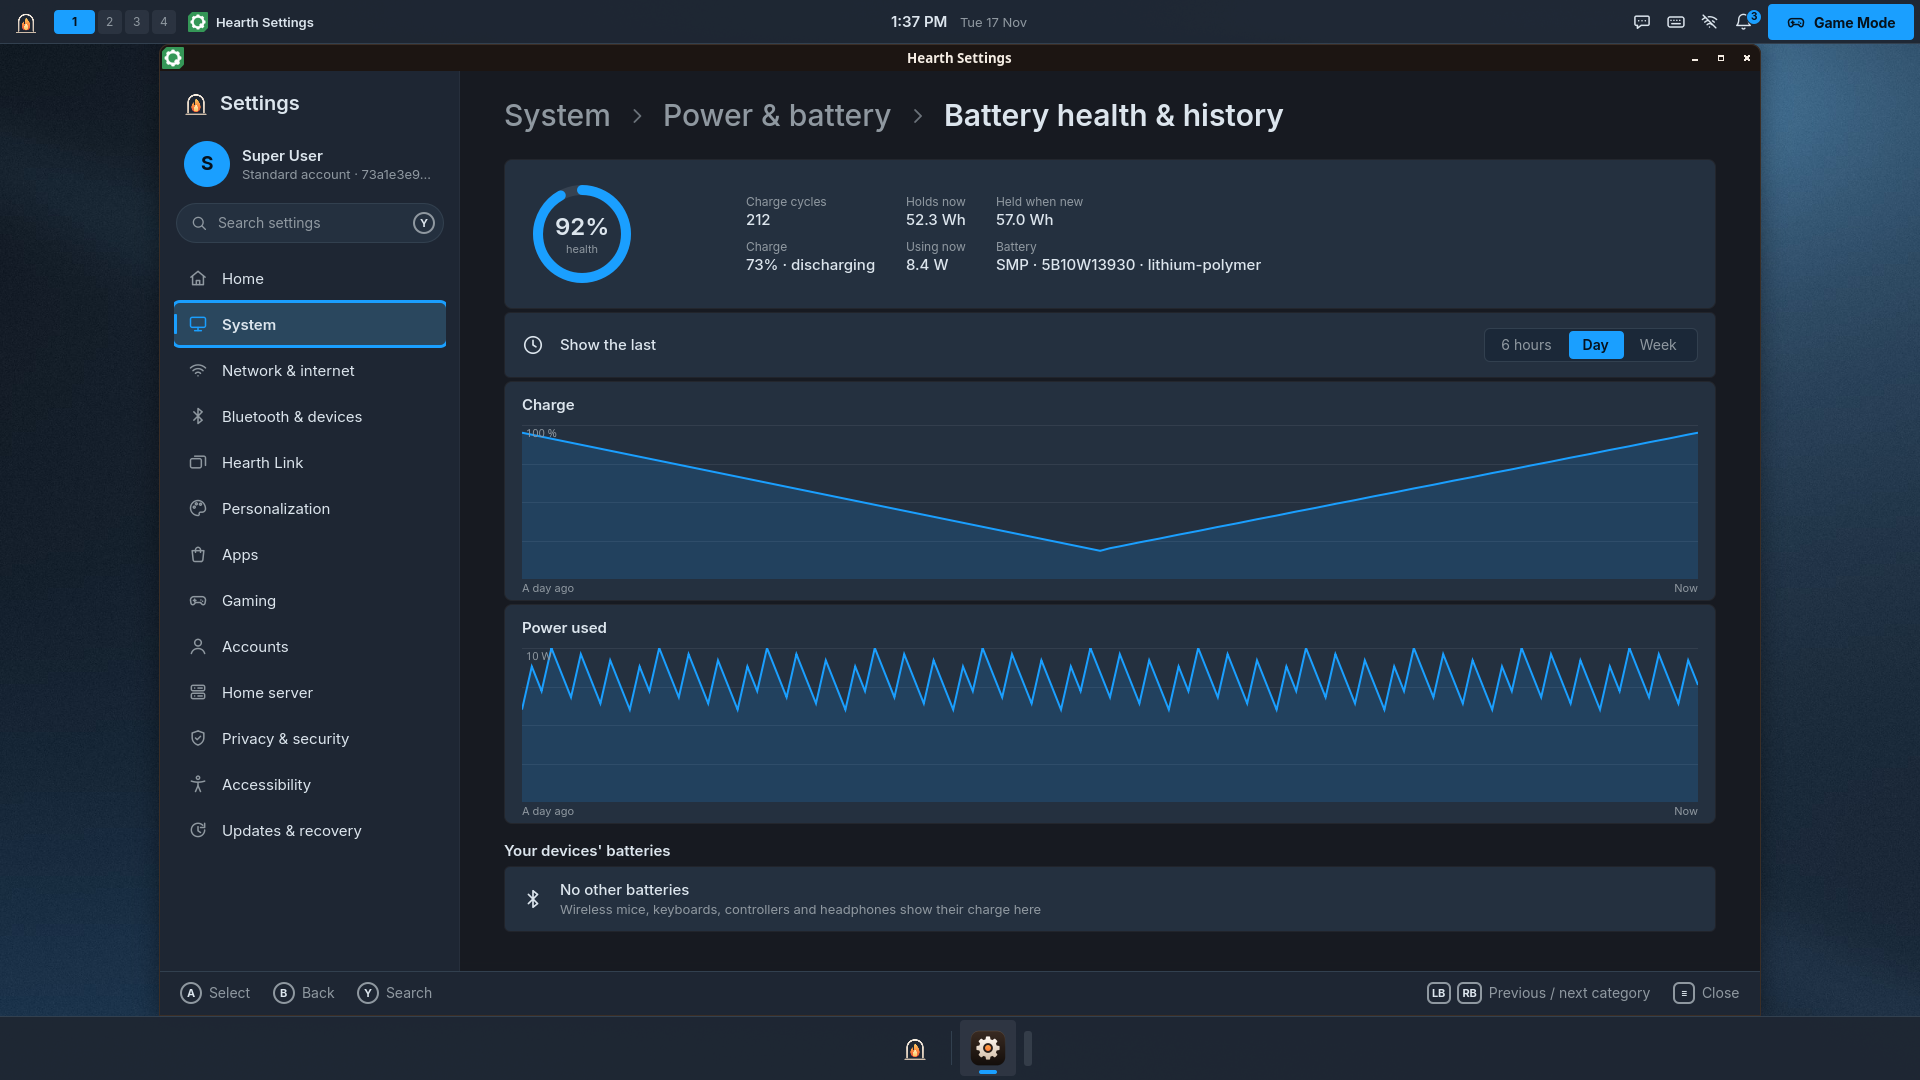 1 2 3 4 Hearth Settings
1:37 PM Tue 17 Nov
3
Game Mode
Hearth Settings
Settings
S
Super User
Standard account · 73a1e3e9...
Search settings Y
Home
System
Network & internet
Bluetooth & devices
Hearth Link
Personalization
Apps
Gaming
Accounts
Home server
Privacy & security
Accessibility
Updates & recovery
System > Power & battery > Battery health & history
92%
health
Charge cycles
212
Holds now
52.3 Wh
Held when new
57.0 Wh
Charge
73% · discharging
Using now
8.4 W
Battery
SMP · 5B10W13930 · lithium-polymer
Show the last
6 hours Day Week
Charge
100 %
A day ago Now
Power used
10 W
A day ago Now
Your devices' batteries
No other batteries
Wireless mice, keyboards, controllers and headphones show their charge here
A Select B Back Y Search
LB RB Previous / next category ≡ Close